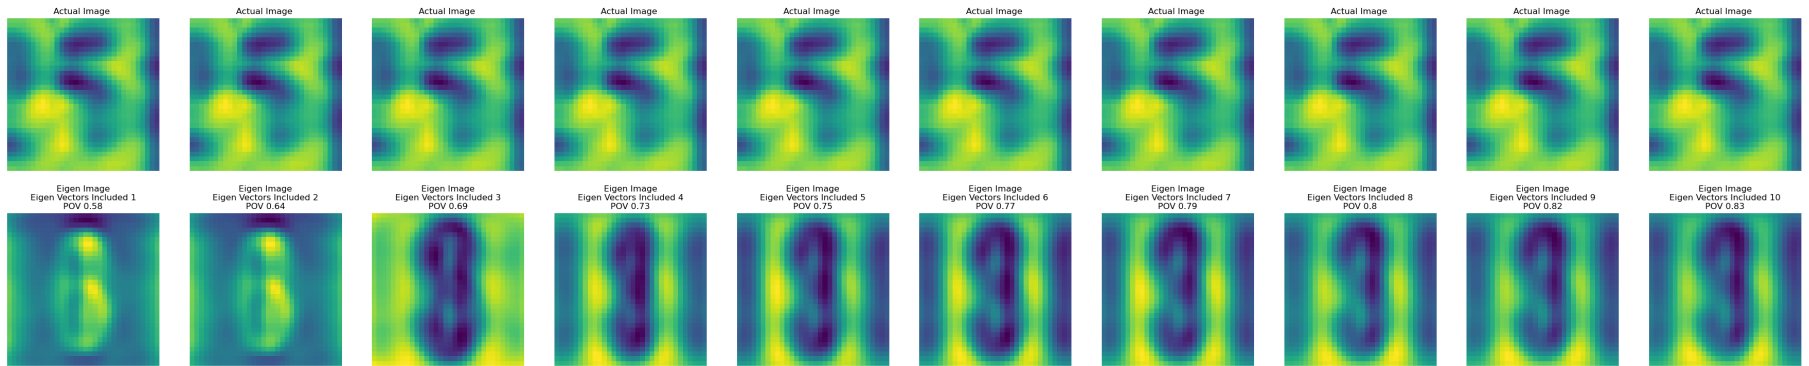 Actual Image
Actual Image
Actual Image
Actual Image
Actual Image
Actual Image
Actual Image
Actual Image
Actual Image
Actual Image
Eigen Image
Eigen Vectors Included 1
POV 0.58
Eigen Image
Eigen Vectors Included 2
POV 0.64
Eigen Image
Eigen Vectors Included 3
POV 0.69
Eigen Image
Eigen Vectors Included 4
POV 0.73
Eigen Image
Eigen Vectors Included 5
POV 0.75
Eigen Image
Eigen Vectors Included 6
POV 0.77
Eigen Image
Eigen Vectors Included 7
POV 0.79
Eigen Image
Eigen Vectors Included 8
POV 0.8
Eigen Image
Eigen Vectors Included 9
POV 0.82
Eigen Image
Eigen Vectors Included 10
POV 0.83